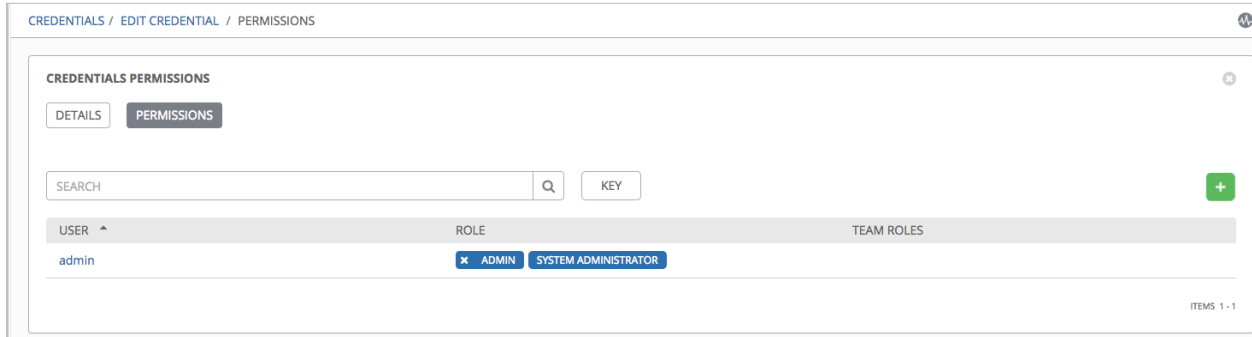 CREDENTIALS / EDIT CREDENTIAL / PERMISSIONS
CREDENTIALS PERMISSIONS
DETAILS PERMISSIONS
SEARCH KEY +
USER ROLE TEAM ROLES
admin × ADMIN SYSTEM ADMINISTRATOR
ITEMS 1 - 1